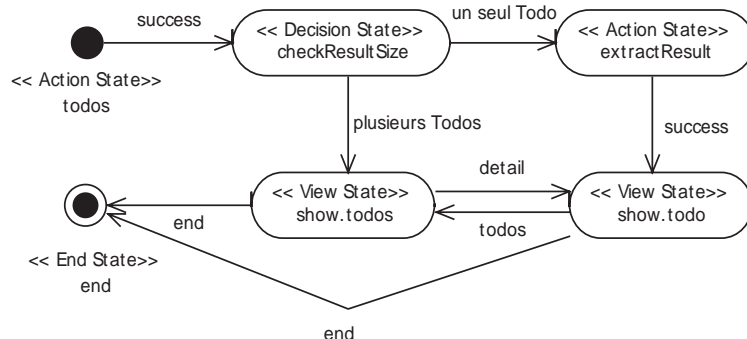 success
<< Decision State>>
checkResultSize
un seul Todo
<< Action State>>
extractResult
<< Action State>>
todos
plusieurs Todos
success
<< View State>>
show.todos
detail
todos
<< View State>>
show.todo
end
<< End State>>
end
end